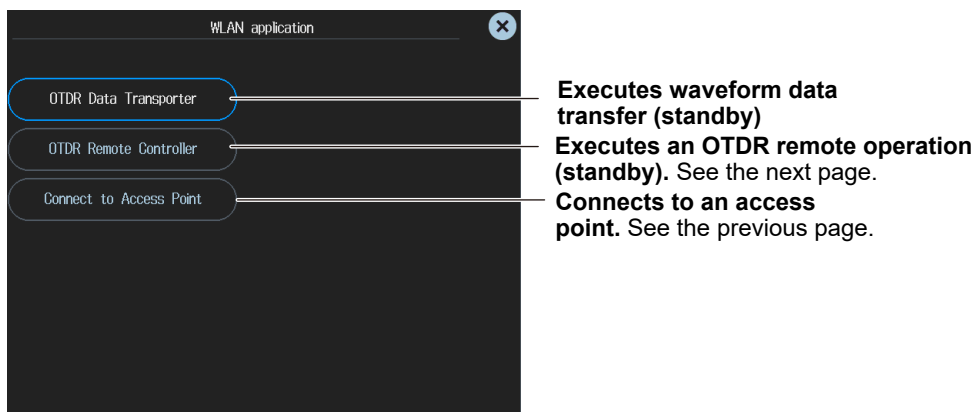 WLAN application
OTDR Data Transporter
OTDR Remote Controller
Connect to Access Point
Executes waveform data
transfer (standby)
Executes an OTDR remote operation
(standby). See the next page.
Connects to an access
point. See the previous page.